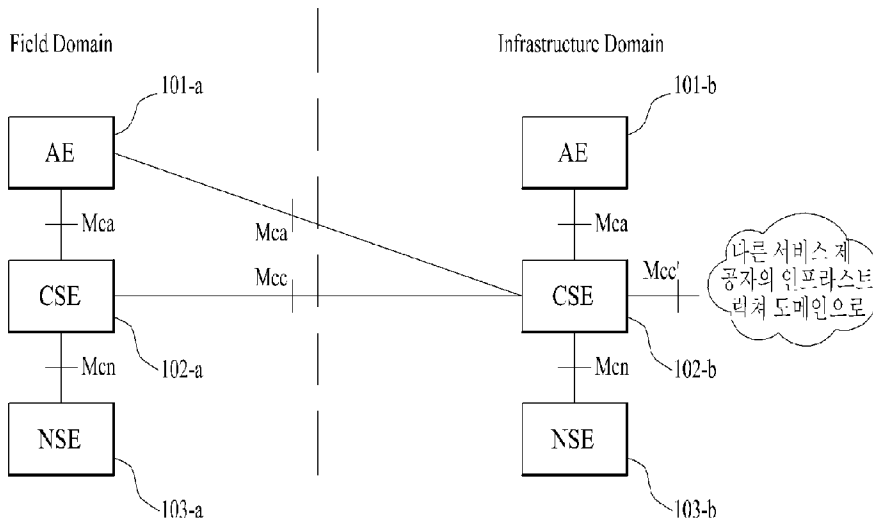 Field Domain
Infrastructure Domain
101-a
101-b
AE
AE
Mca
Mca
Mca
Mcc
Mcc'
CSE
CSE
다른 서비스 제
공자의 인프라스트
럭쳐 도메인으로
102-a
102-b
Mcn
Mcn
NSE
NSE
103-a
103-b